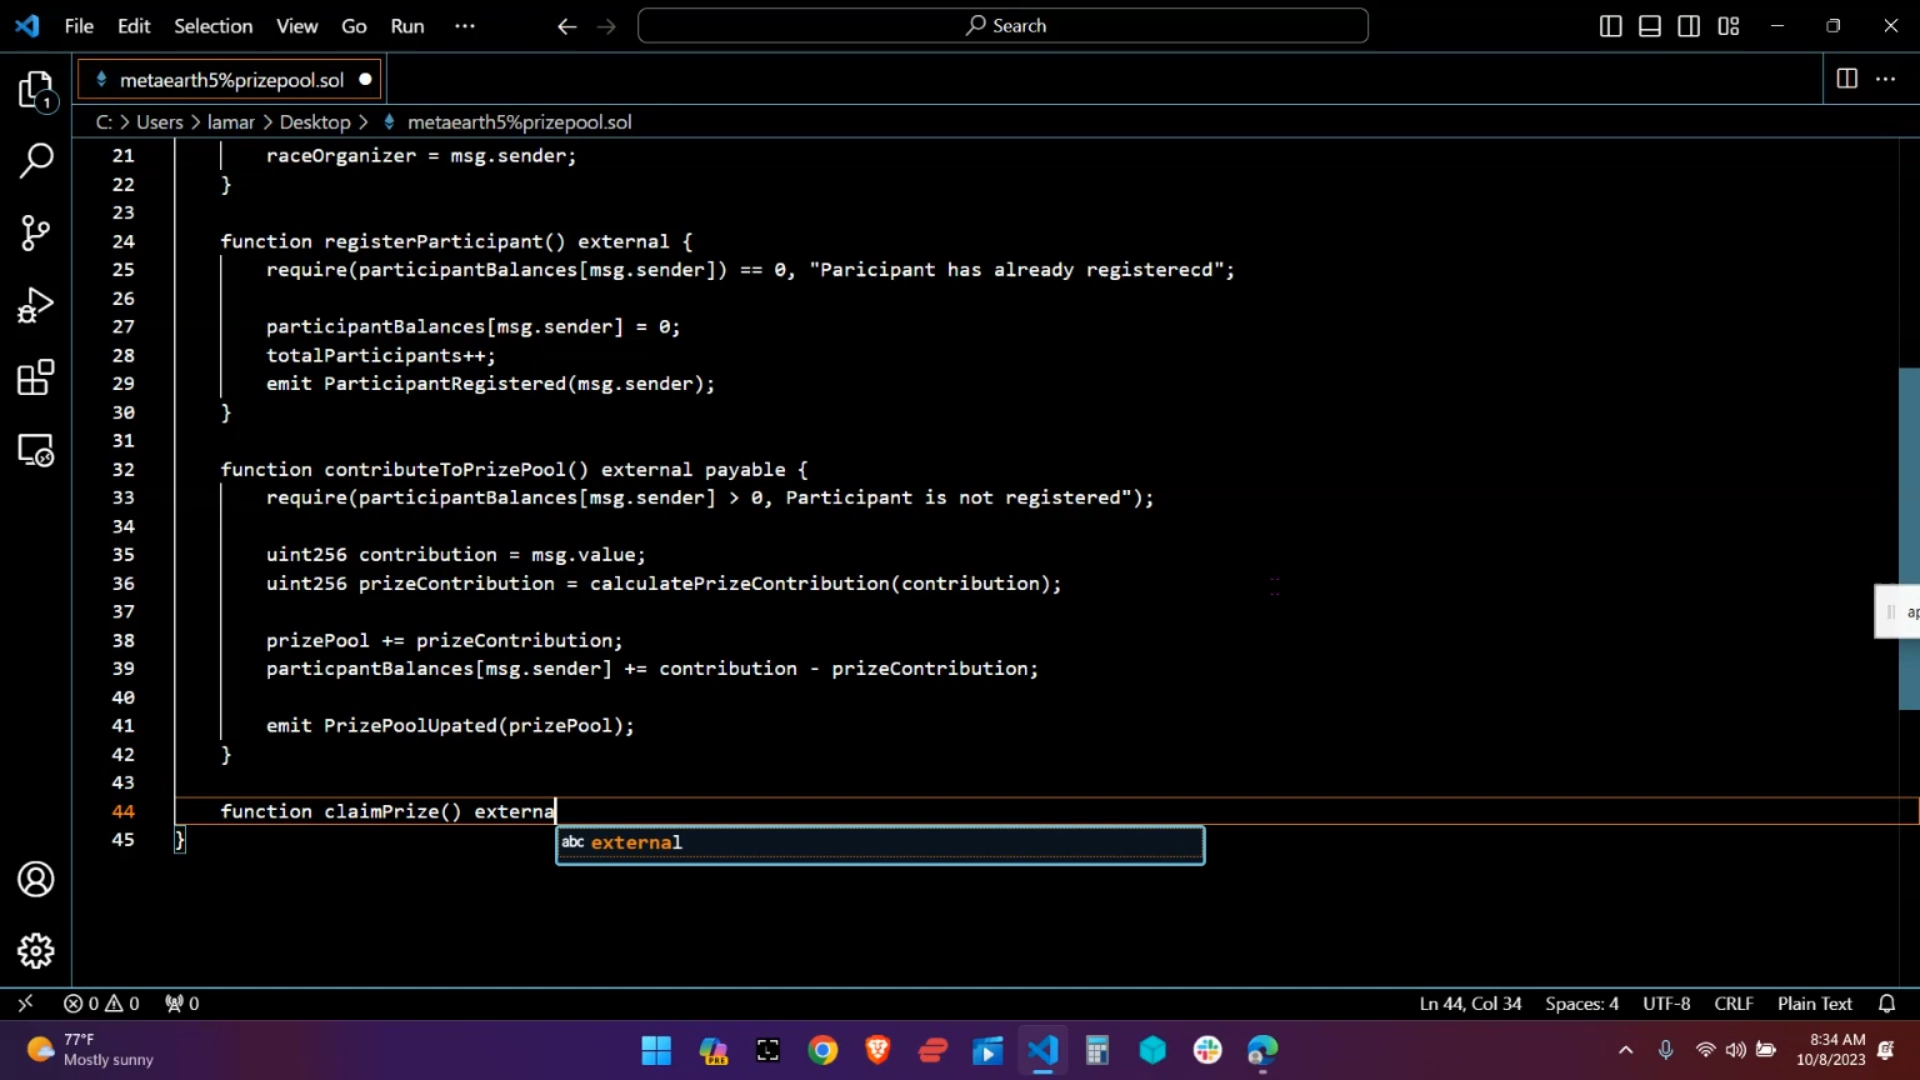 File Edit Selection View Go Run ···
Search
metaearth5%prizepool.sol
C: > Users > lamar > Desktop > metaearth5%prizepool.sol
1
21 raceOrganizer = msg.sender;
22 }
23
24 function registerParticipant() external {
25 require(participantBalances[msg.sender]) == 0, "Paricipant has already registerecd";
26
27 participantBalances[msg.sender] = 0;
28 totalParticipants++;
29 emit ParticipantRegistered(msg.sender);
30 }
31
32 function contributeToPrizePool() external payable {
33 require(participantBalances[msg.sender] > 0, Participant is not registered");
34
35 uint256 contribution = msg.value;
36 uint256 prizeContribution = calculatePrizeContribution(contribution);
37
38 prizePool += prizeContribution;
39 particpantBalances[msg.sender] += contribution - prizeContribution;
40
41 emit PrizePoolUpated(prizePool);
42 }
43
44 function claimPrize() externa
45 }
abc external
ap
0 0 0
Ln 44, Col 34 Spaces: 4 UTF-8 CRLF Plain Text
77°F
Mostly sunny
PRE
8:34 AM
10/8/2023